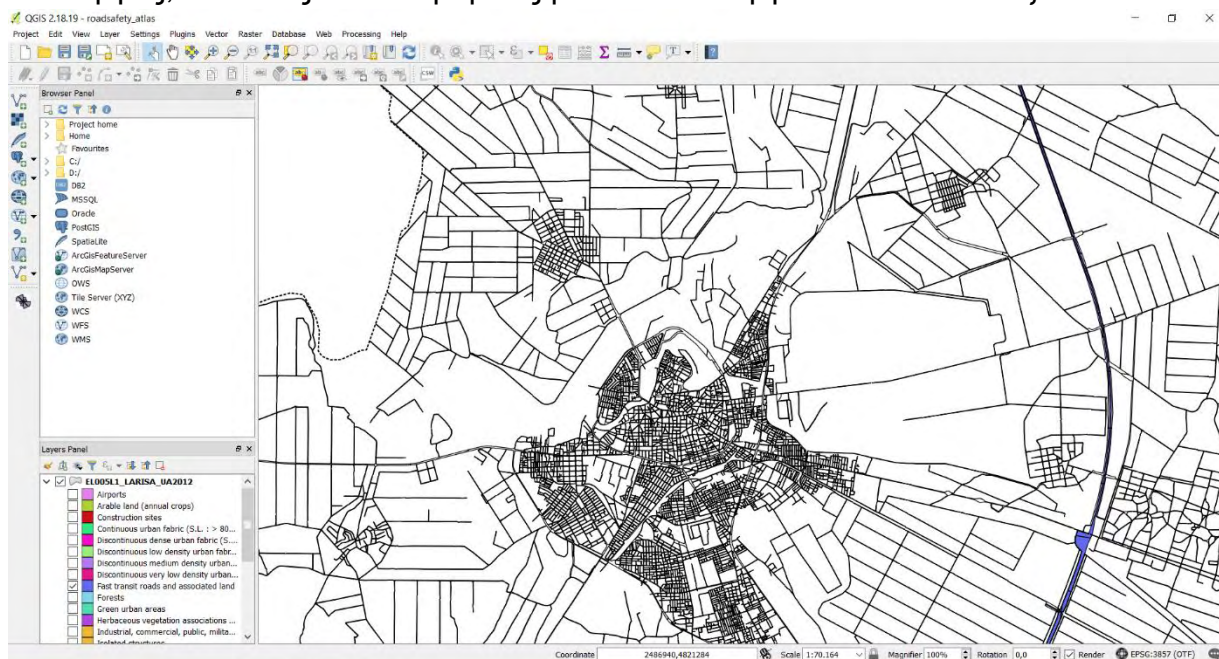 QGIS 2.18.19 - roadsafety_atlas
Project Edit View Layer Settings Plugins Vector Raster Database Web Processing Help
CSW
Browser Panel
Project home
Home
Favourites
C:/
D:/
DB2
MSSQL
Oracle
PostGIS
SpatiaLite
ArcGisFeatureServer
ArcGisMapServer
OWS
Tile Server (XYZ)
WCS
WFS
WMS
Layers Panel
EL005L1_LARISA_UA2012
Airports
Arable land (annual crops)
Construction sites
Continuous urban fabric (S.L. : > 80...
Discontinuous dense urban fabric (S....
Discontinuous low density urban fabr...
Discontinuous medium density urban...
Discontinuous very low density urban...
Fast transit roads and associated land
Forests
Green urban areas
Herbaceous vegetation associations ...
Industrial, commercial, public, milita...
Isolated structures
Coordinate 2486940,4821284 Scale 1:70.164 Magnifier 100% Rotation 0,0 Render EPSG:3857 (OTF)